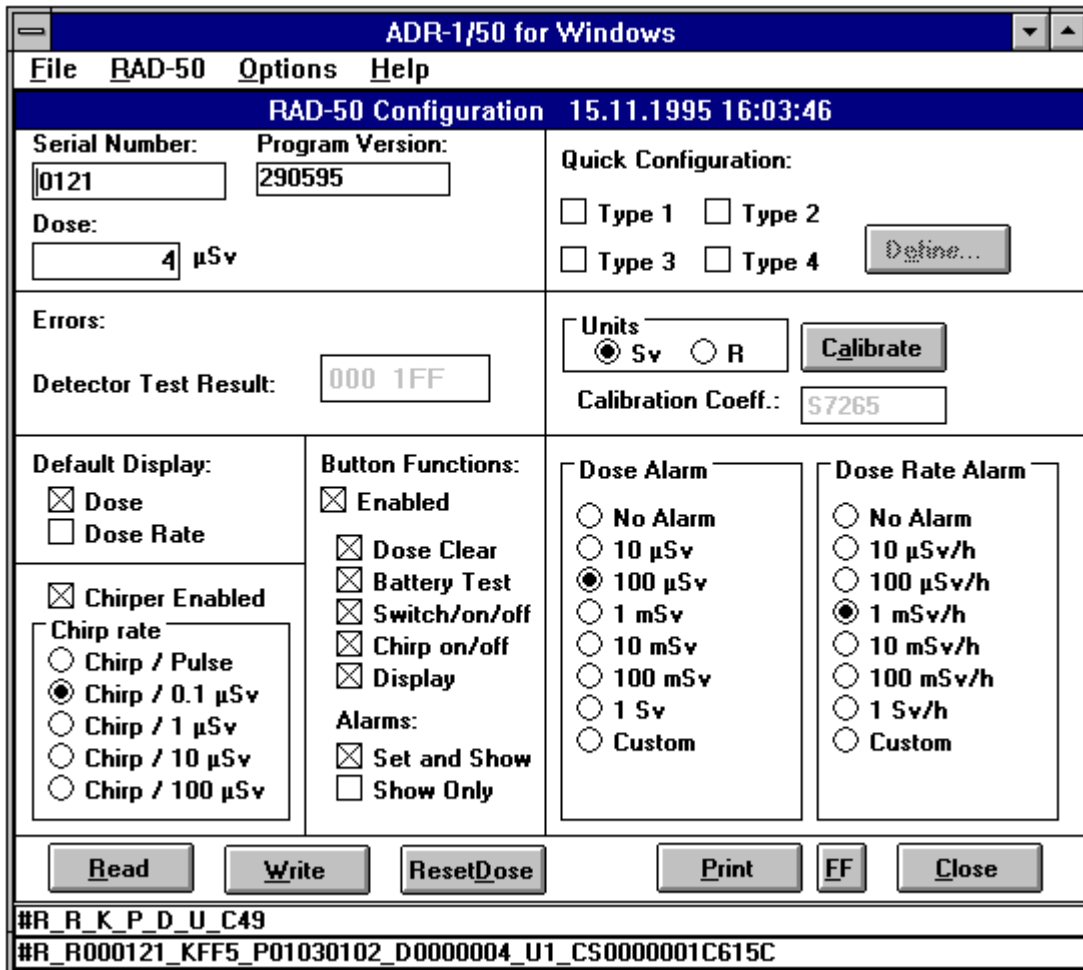 ADR-1/50 for Windows
File RAD-50 Options Help
RAD-50 Configuration 15.11.1995 16:03:46
Serial Number: Program Version:
0121 290595
Dose:
4 µSv
Quick Configuration:
Type 1 Type 2
Type 3 Type 4
Define...
Errors:
Detector Test Result: 000 1FF
Units
Sv R
Calibrate
Calibration Coeff.: S7265
Default Display:
Dose
Dose Rate
Chirper Enabled
Chirp rate
Chirp / Pulse
Chirp / 0.1 µSv
Chirp / 1 µSv
Chirp / 10 µSv
Chirp / 100 µSv
Button Functions:
Enabled
Dose Clear
Battery Test
Switch/on/off
Chirp on/off
Display
Alarms:
Set and Show
Show Only
Dose Alarm
No Alarm
10 µSv
100 µSv
1 mSv
10 mSv
100 mSv
1 Sv
Custom
Dose Rate Alarm
No Alarm
10 µSv/h
100 µSv/h
1 mSv/h
10 mSv/h
100 mSv/h
1 Sv/h
Custom
Read Write ResetDose Print FF Close
#R_R_K_P_D_U_C49
#R_R000121_KFF5_P01030102_D0000004_U1_CS0000001C615C